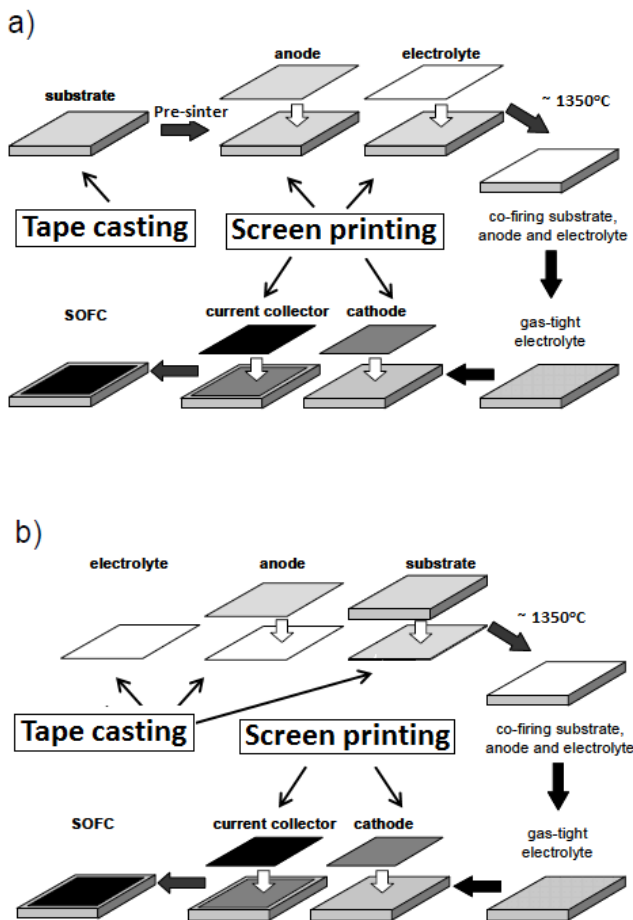 a)
anode
electrolyte
substrate
Pre-sinter
~ 1350°C
Tape casting
Screen printing
co-firing substrate,
anode and electrolyte
SOFC
current collector
cathode
gas-tight
electrolyte
b)
electrolyte
anode
substrate
~ 1350°C
Tape casting
Screen printing
co-firing substrate,
anode and electrolyte
SOFC
current collector
cathode
gas-tight
electrolyte